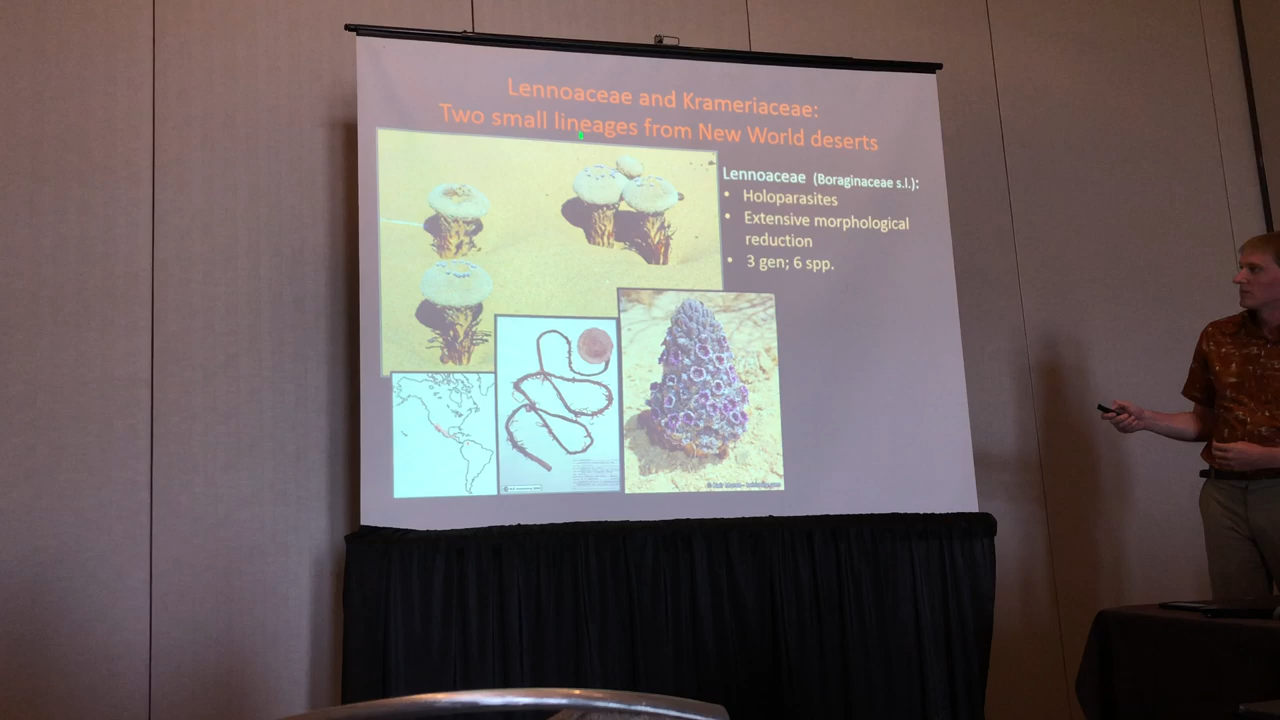 Lennoaceae and Krameriaceae:
Two small lineages from New World deserts
Lennoaceae (Boraginaceae s.l.):
• Holoparasites
• Extensive morphological
reduction
• 3 gen; 6 spp.